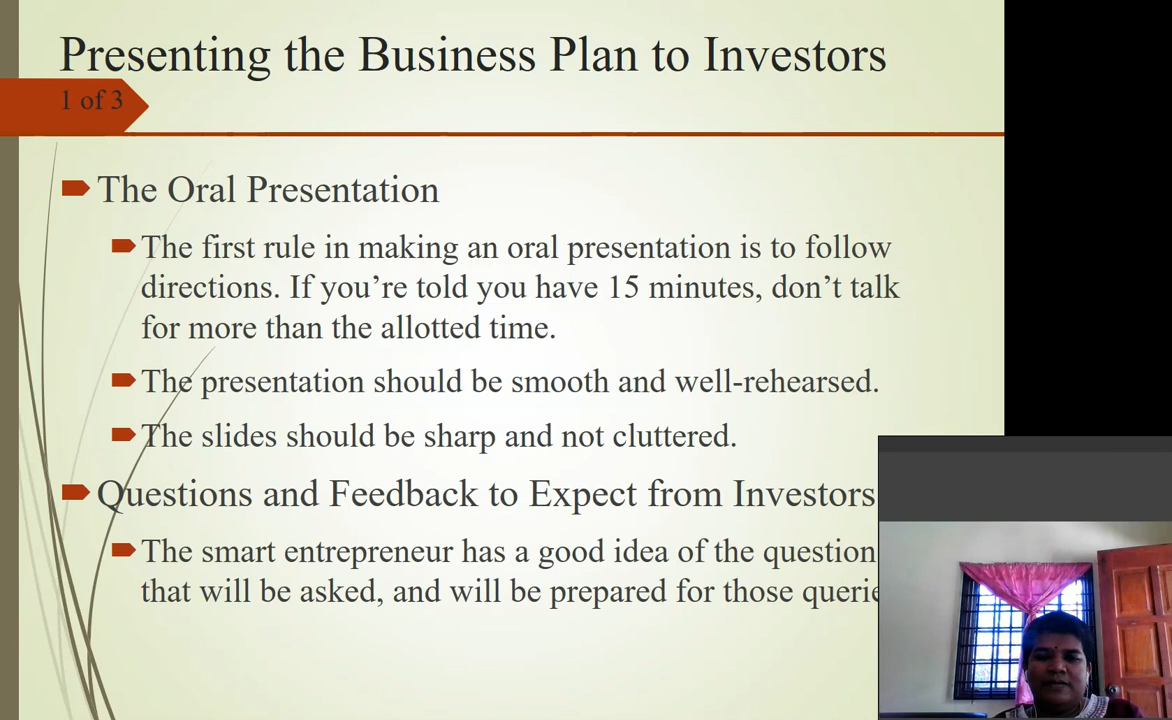 Presenting the Business Plan to Investors
1 of 3
The Oral Presentation
The first rule in making an oral presentation is to follow
directions. If you’re told you have 15 minutes, don’t talk
for more than the allotted time.
The presentation should be smooth and well-rehearsed.
The slides should be sharp and not cluttered.
Questions and Feedback to Expect from Investors
The smart entrepreneur has a good idea of the question
that will be asked, and will be prepared for those querie